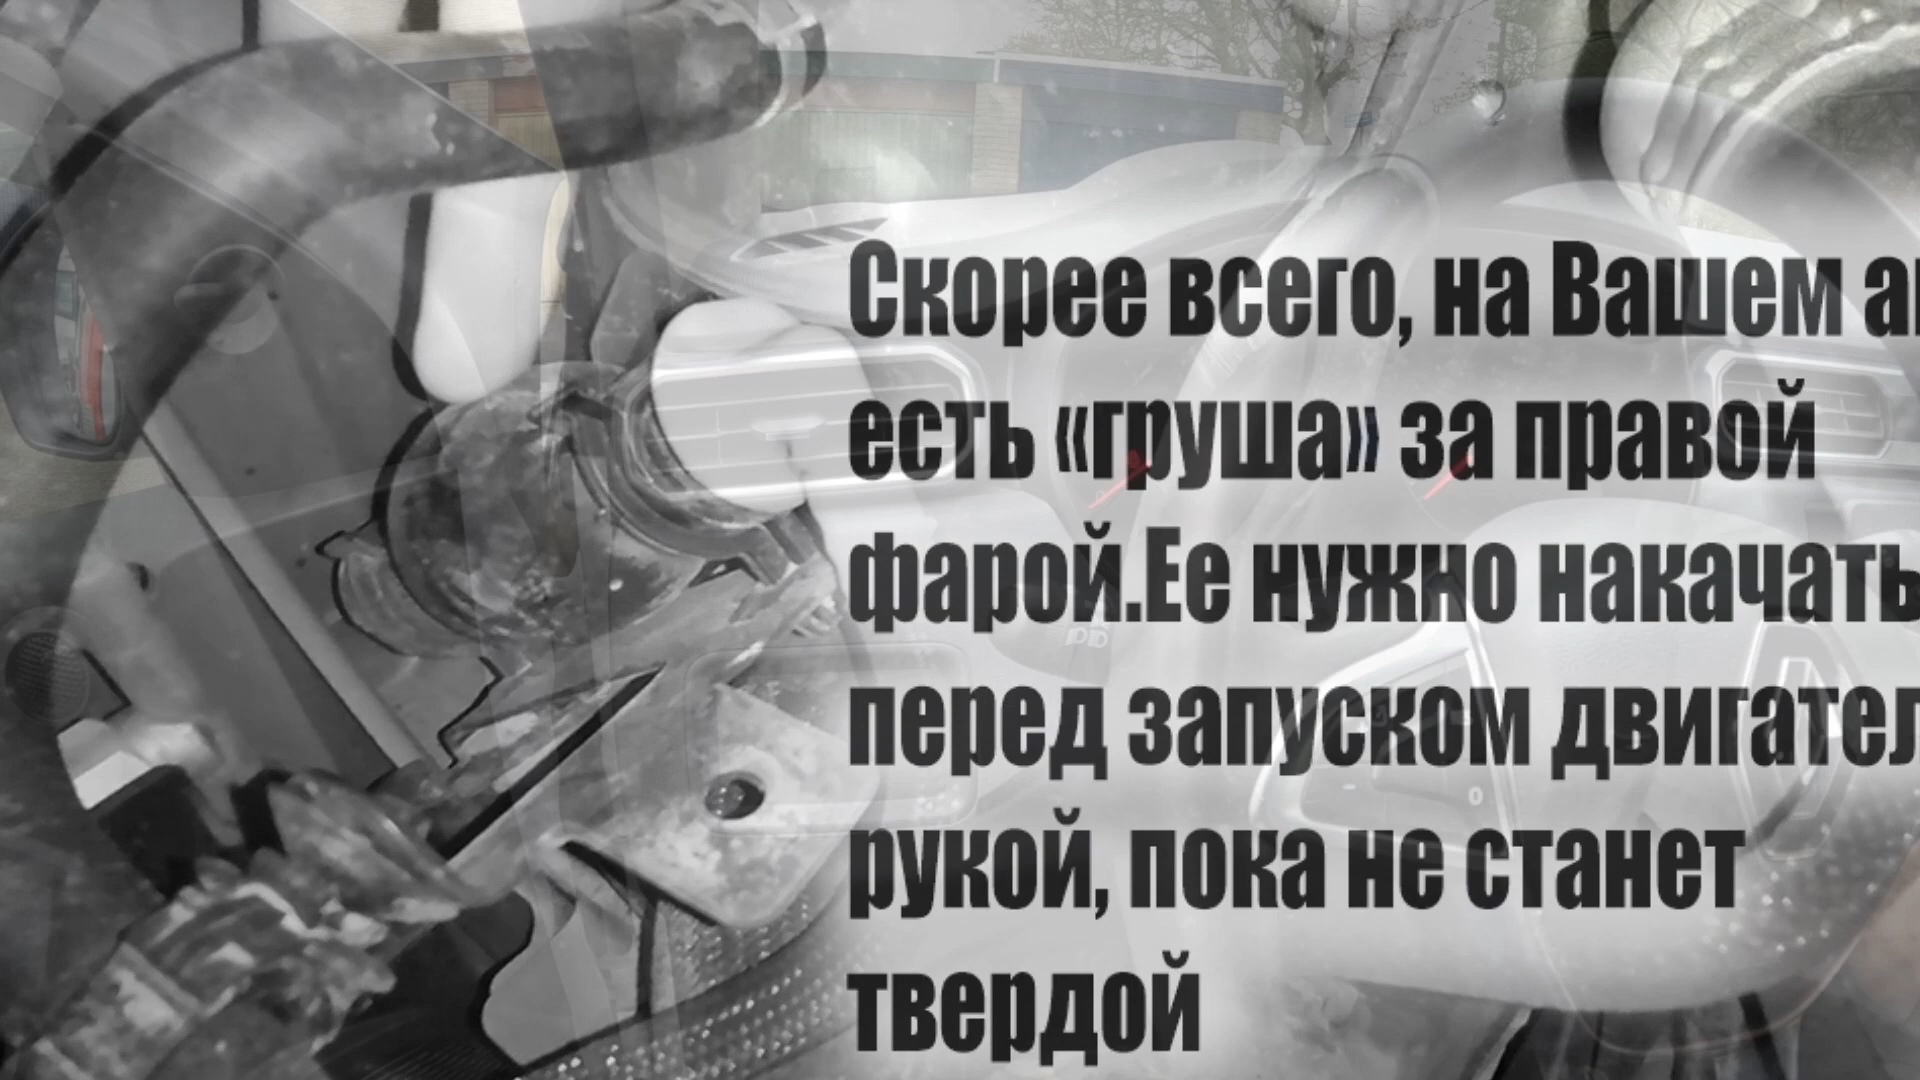 Скорее всего, на Вашем
есть «груша» за правой
фарой.Ее нужно накачать
перед запуском
рукой, пока не станет
твердой